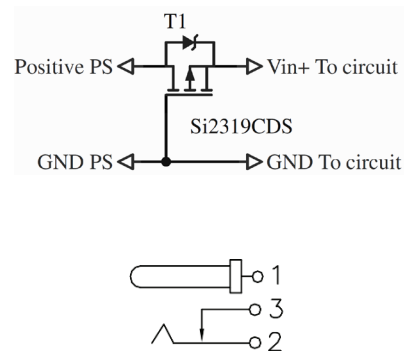 T1
Positive PS Vin+ To circuit
Si2319CDS
GND PS GND To circuit
1
3
2